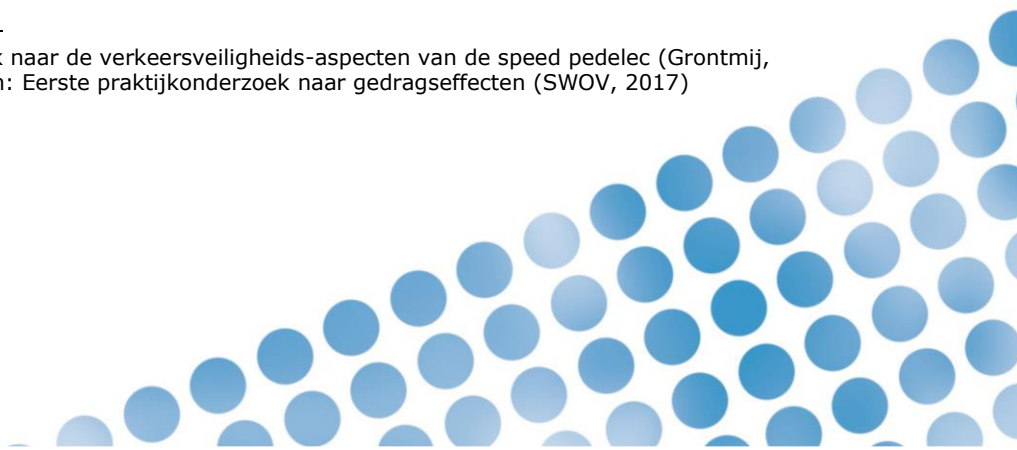 naar de verkeersveiligheids-aspecten van de speed pedelec (Grontmij,
: Eerste praktijkonderzoek naar gedragseffecten (SWOV, 2017)